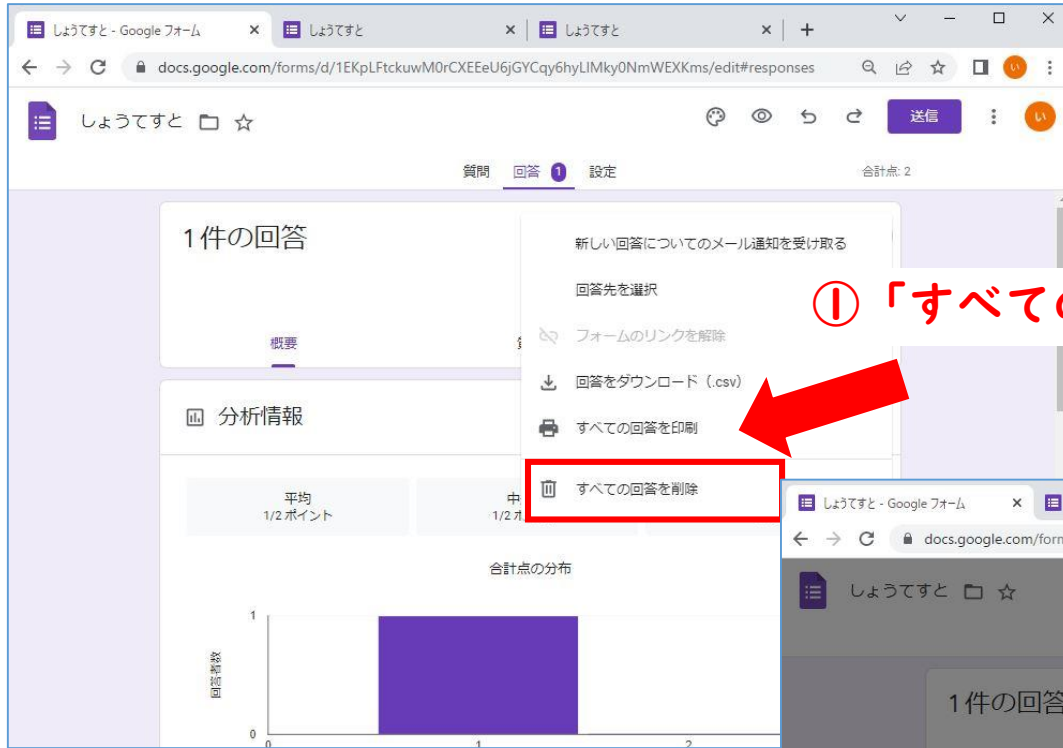 しょうてすと - Google フォーム
しょうてすと
しょうてすと
docs.google.com/forms/d/1EKpLFtckuwM0rCXEEeU6jGYCqy6hyLIMky0NmWEXKms/edit#responses
い
しょうてすと
送信
い
質問 回答 1 設定
合計点: 2
1件の回答
新しい回答についてのメール通知を受け取る
回答先を選択
①「すべての
フォームのリンクを解除
概要
回答をダウンロード (.csv)
分析情報
すべての回答を印刷
すべての回答を削除
平均
1/2 ポイント
中
1/2
合計点の分布
1
回答者数
0
0
1
2
しょうてすと - Google フォーム
docs.google.com/forn
しょうてすと
1件の回答